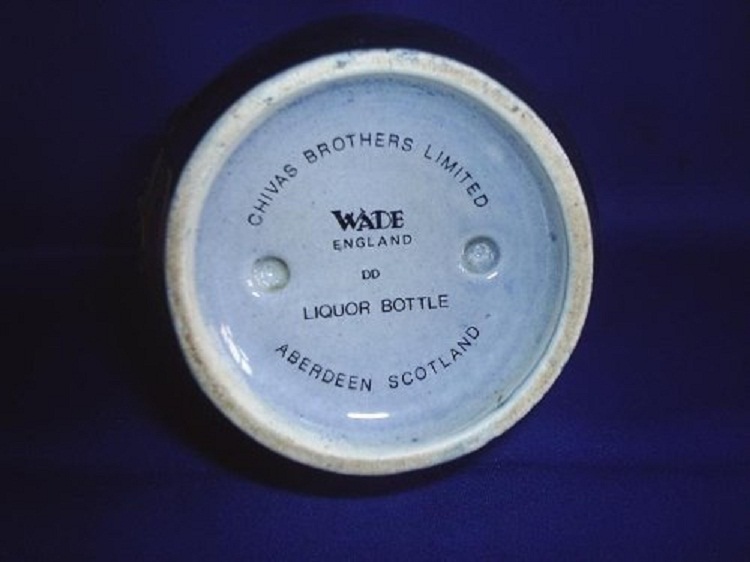 CHIVAS BROTHERS LIMITED
WADE
ENGLAND
DD
LIQUOR BOTTLE
ABERDEEN SCOTLAND